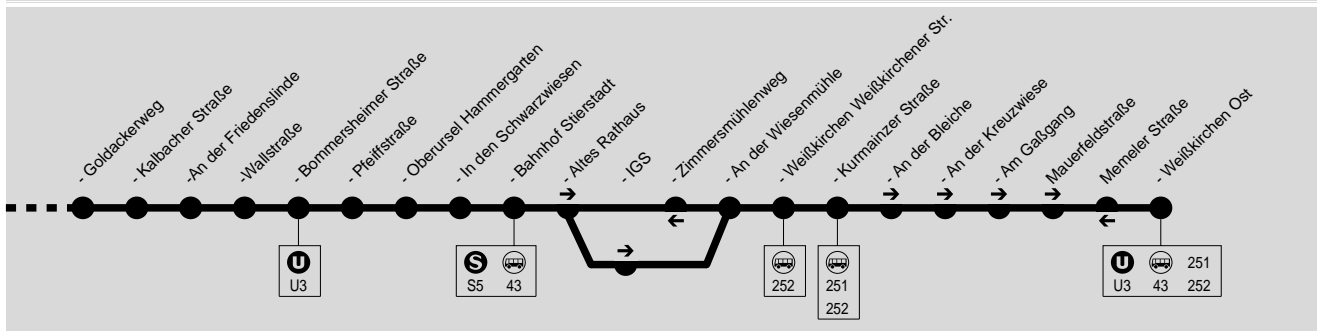 - Goldackerweg
- Kalbacher Straße
-An der Friedenslinde
-Wallstraße
- Bommersheimer Straße
- Pfeiffstraße
- Oberursel Hammergarten
- In den Schwarzwiesen
- Bahnhof Stierstadt
- Altes Rathaus
- IGS
- Zimmersmühlenweg
- An der Wiesenmühle
- Weißkirchen Weißkirchener Str.
- Kurmainzer Straße
- An der Bleiche
- An der Kreuzwiese
- Am Gaßgang
Mauerfeldstraße
Memeler Straße
- Weißkirchen Ost
U
U3
S
S5 43
252
251
252
U 251
U3 43 252